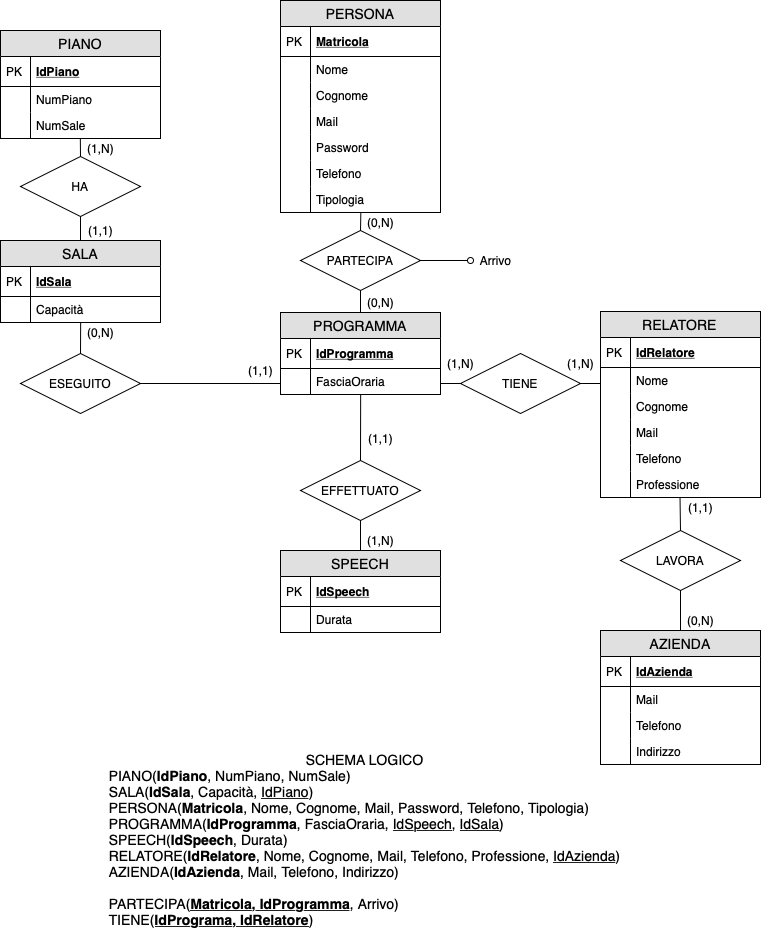 PERSONA
PK Matricola
Nome
Cognome
Mail
Password
Telefono
Tipologia
PIANO
PK IdPiano
NumPiano
NumSale
(1,N)
HA
(1,1)
SALA
PK IdSala
Capacità
(0,N)
ESEGUITO
(1,1)
(0,N)
PARTECIPA
Arrivo
(0,N)
PROGRAMMA
PK IdProgramma
FasciaOraria
(1,N)
TIENE
(1,N)
RELATORE
PK IdRelatore
Nome
Cognome
Mail
Telefono
Professione
(1,1)
EFFETTUATO
(1,N)
SPEECH
PK IdSpeech
Durata
(1,1)
LAVORA
(0,N)
AZIENDA
PK IdAzienda
Mail
Telefono
Indirizzo
SCHEMA LOGICO
PIANO(IdPiano, NumPiano, NumSale)
SALA(IdSala, Capacità, IdPiano)
PERSONA(Matricola, Nome, Cognome, Mail, Password, Telefono, Tipologia)
PROGRAMMA(IdProgramma, FasciaOraria, IdSpeech, IdSala)
SPEECH(IdSpeech, Durata)
RELATORE(IdRelatore, Nome, Cognome, Mail, Telefono, Professione, IdAzienda)
AZIENDA(IdAzienda, Mail, Telefono, Indirizzo)
PARTECIPA(Matricola, IdProgramma, Arrivo)
TIENE(IdPrograma, IdRelatore)